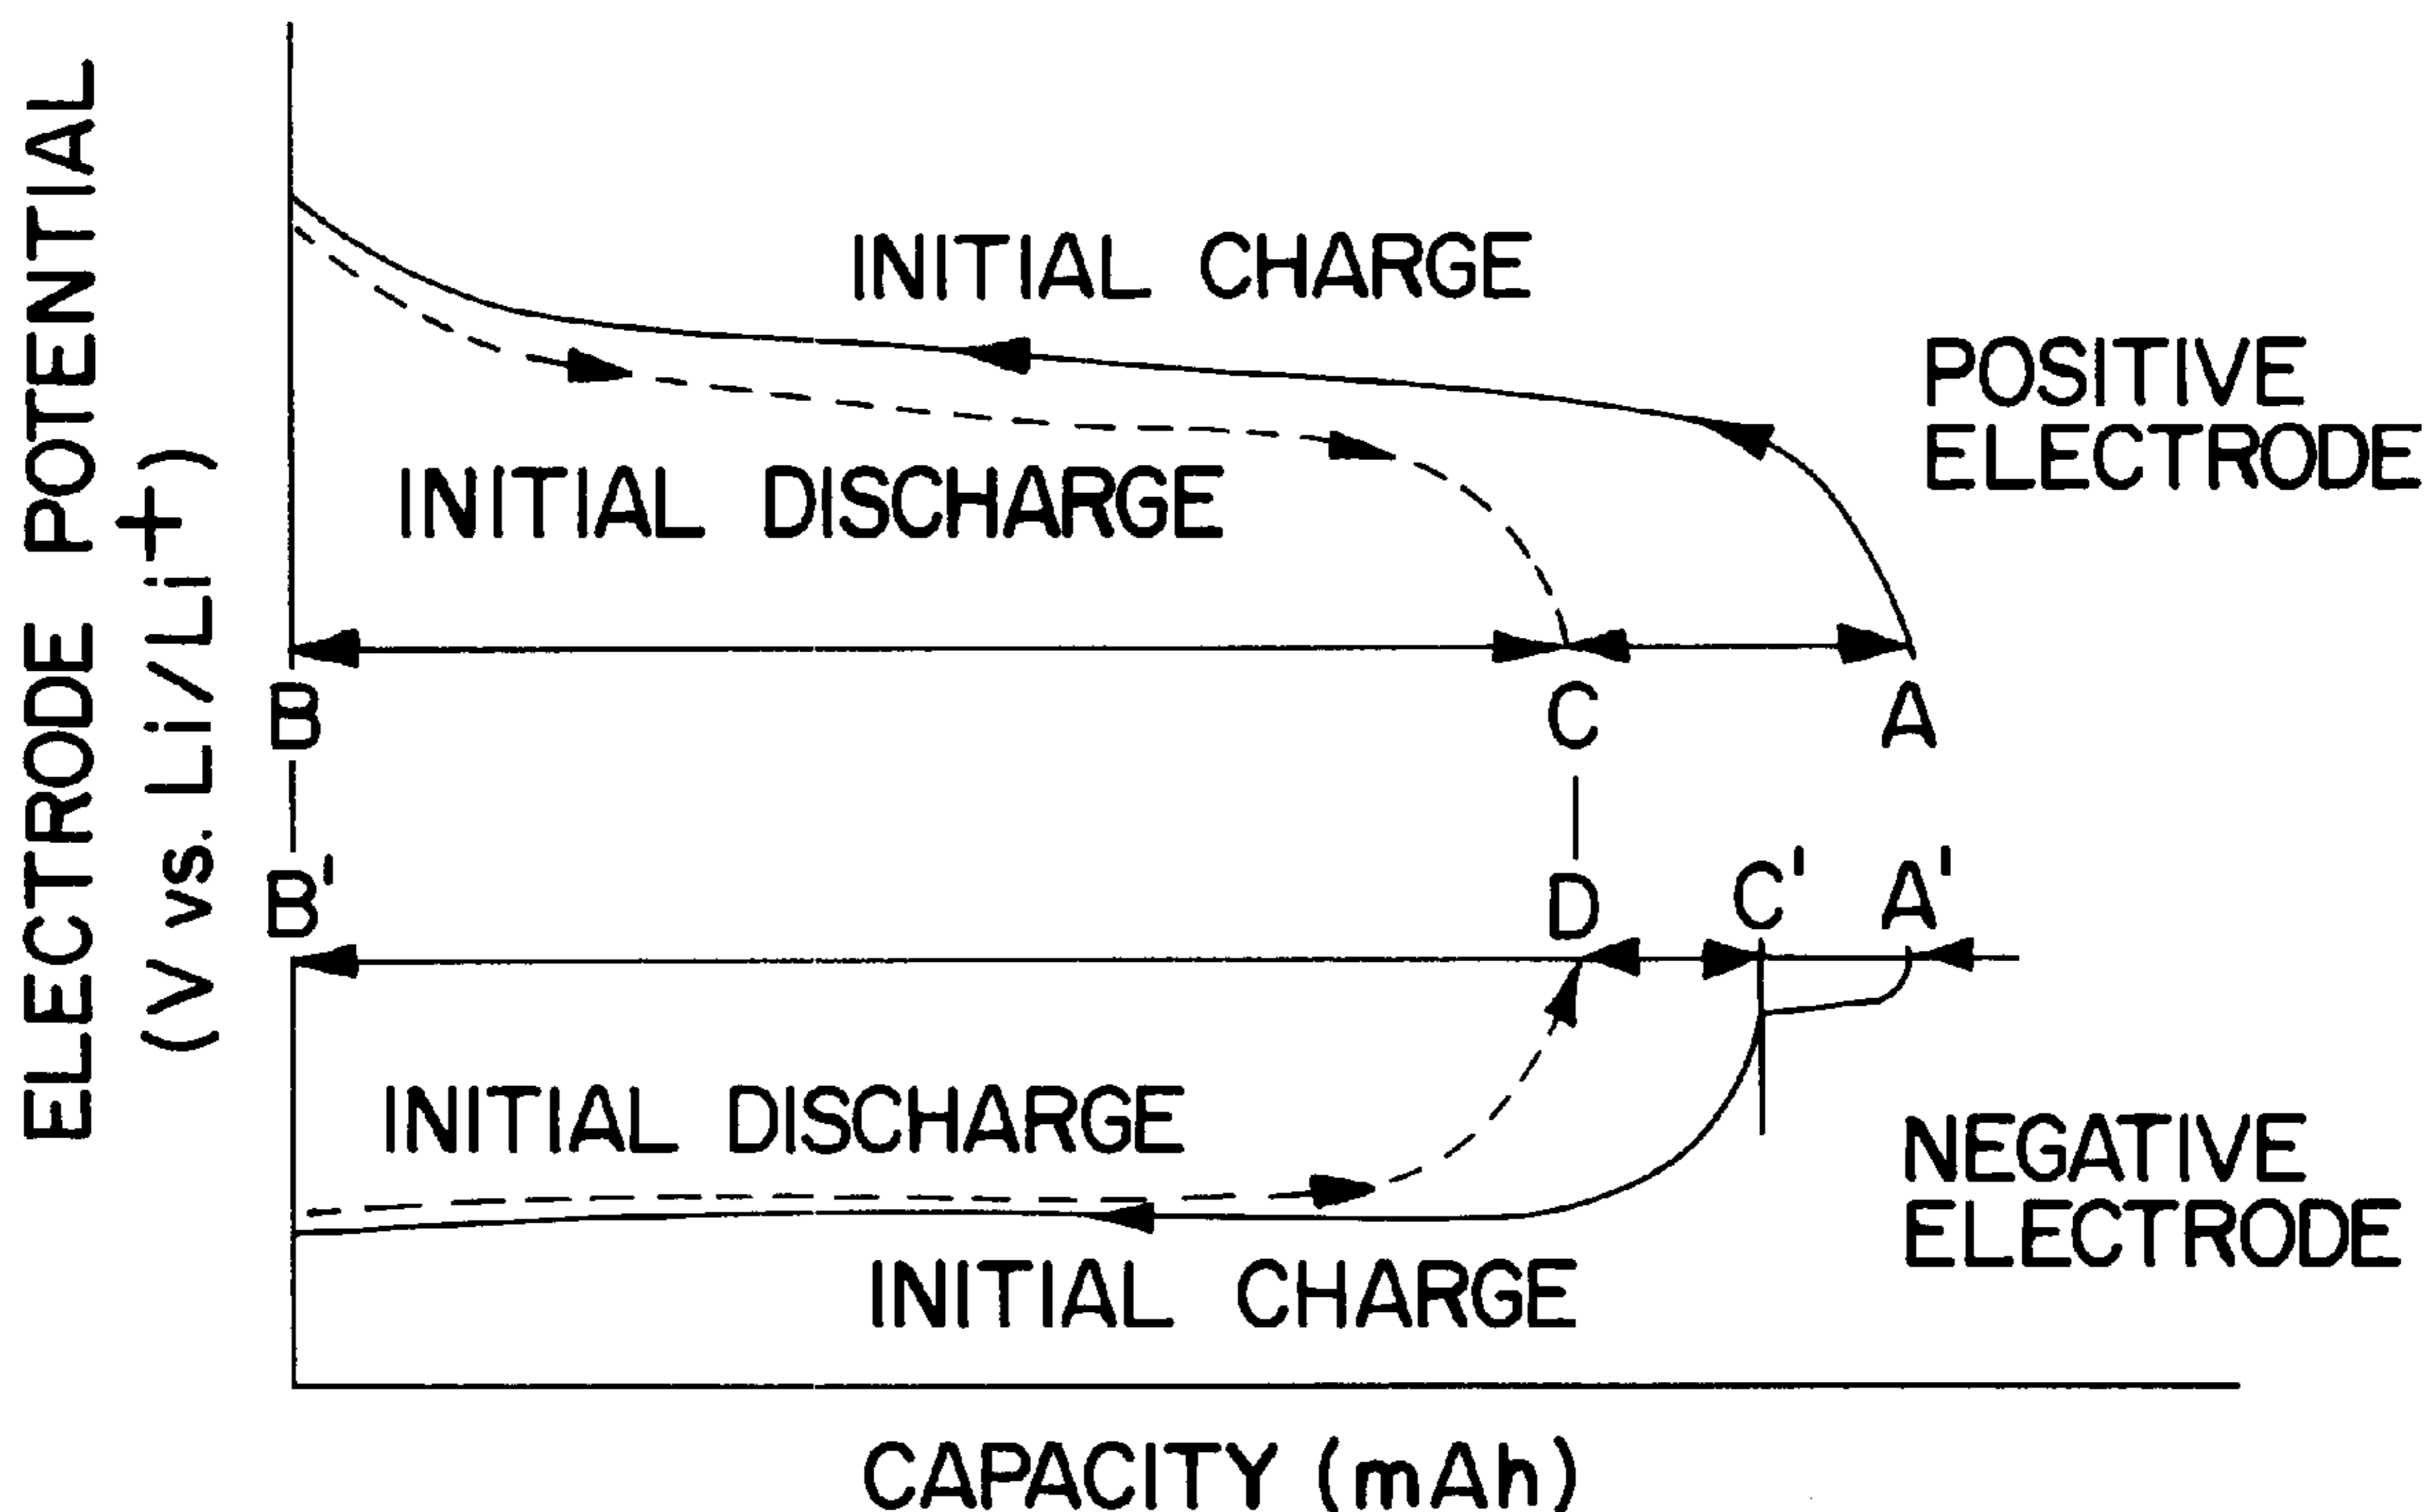 ELECTRODE POTENTIAL
(V vs. Li/Li+)
INITIAL CHARGE
POSITIVE
ELECTRODE
INITIAL DISCHARGE
B
C
A
B'
D
C'
A'
INITIAL DISCHARGE
NEGATIVE
ELECTRODE
INITIAL CHARGE
CAPACITY (mAh)